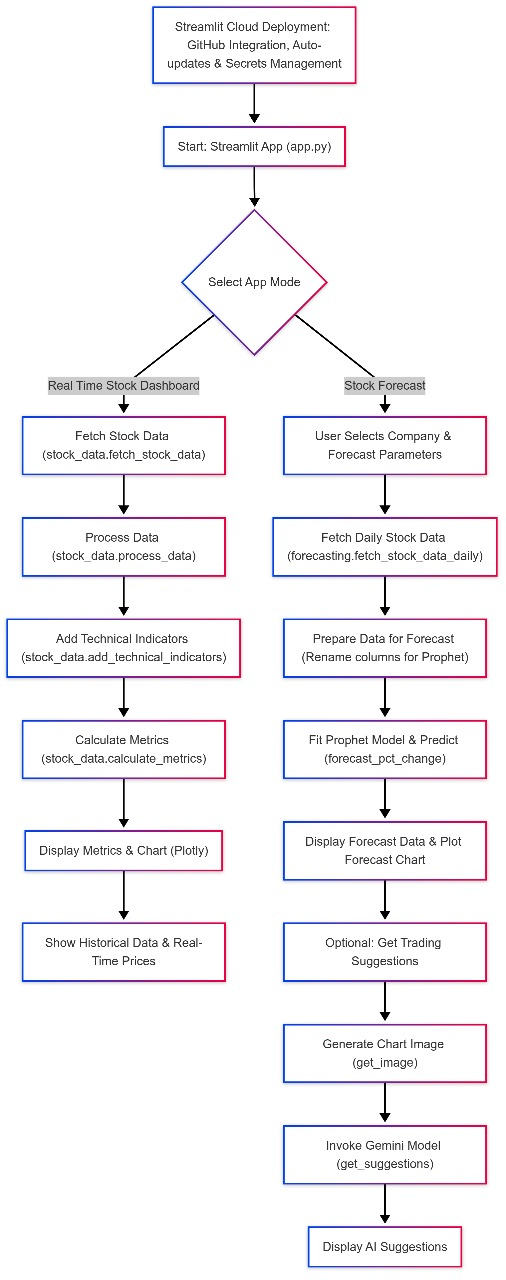 Streamlit Cloud Deployment:
GitHub Integration, Auto-
updates & Secrets Management
Start: Streamlit App (app.py)
Select App Mode
Real Time Stock Dashboard
Stock Forecast
Fetch Stock Data
(stock_data.fetch_stock_data)
Process Data
(stock_data.process_data)
Add Technical Indicators
(stock_data.add_technical_indicators)
Calculate Metrics
(stock_data.calculate_metrics)
Display Metrics & Chart (Plotly)
Show Historical Data & Real-
Time Prices
User Selects Company &
Forecast Parameters
Fetch Daily Stock Data
(forecasting.fetch_stock_data_daily)
Prepare Data for Forecast
(Rename columns for Prophet)
Fit Prophet Model & Predict
(forecast_pct_change)
Display Forecast Data & Plot
Forecast Chart
Optional: Get Trading
Suggestions
Generate Chart Image
(get_image)
Invoke Gemini Model
(get_suggestions)
Display AI Suggestions